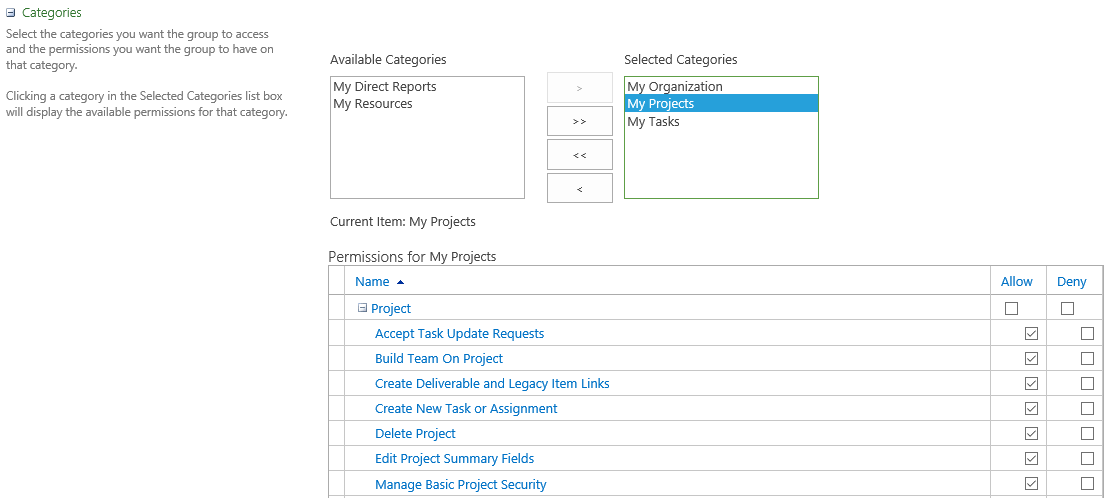 Categories
Select the categories you want the group to access
and the permissions you want the group to have on
that category.
Clicking a category in the Selected Categories list box
will display the available permissions for that category.
Available Categories
My Direct Reports
My Resources
>
>>
<<
<
Selected Categories
My Organization
My Projects
My Tasks
Current Item: My Projects
Permissions for My Projects
Name Allow Deny
Project
Accept Task Update Requests
Build Team On Project
Create Deliverable and Legacy Item Links
Create New Task or Assignment
Delete Project
Edit Project Summary Fields
Manage Basic Project Security